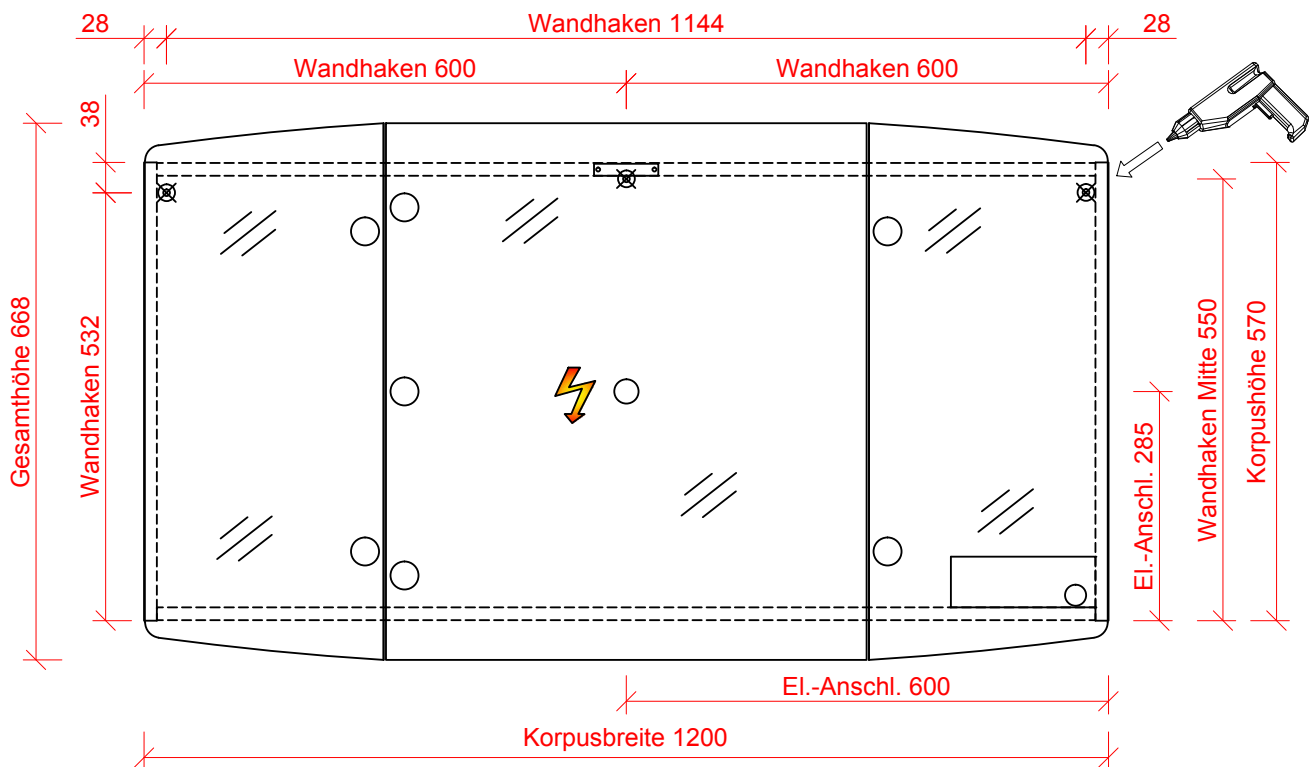 28
Wandhaken 1144
28
Wandhaken 600
Wandhaken 600
38
Gesamthöhe 668
Wandhaken 532
El.-Anschl. 285
Wandhaken Mitte 550
Korpushöhe 570
El.-Anschl. 600
Korpusbreite 1200